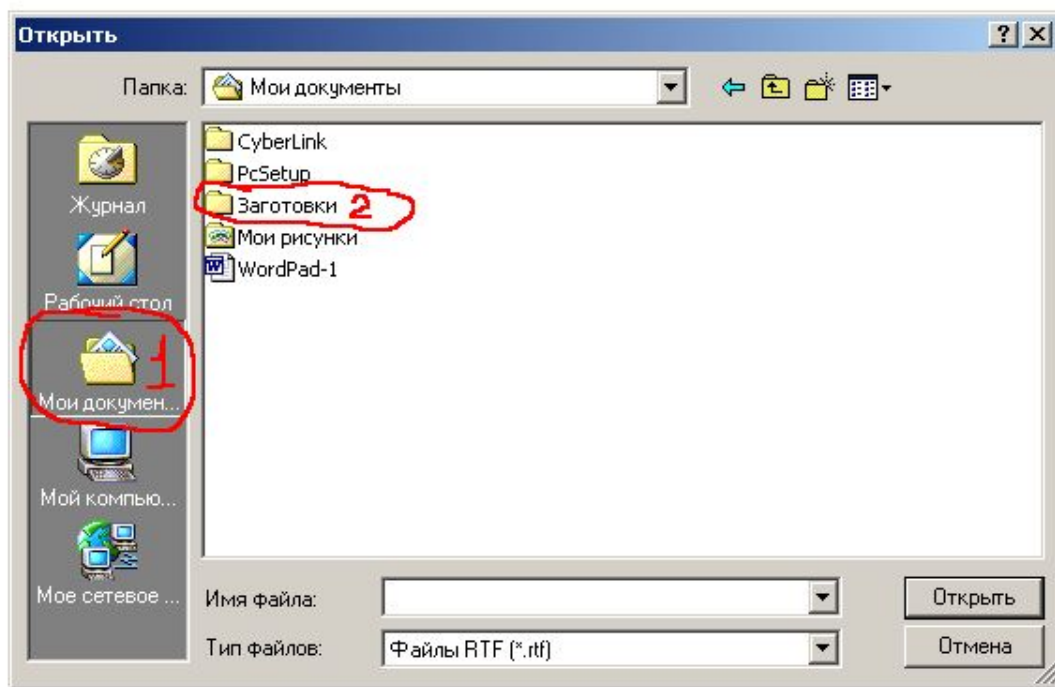 Открыть
Папка: Мои документы
Журнал
Рабочий стол
Мои докумен...
Мой компью...
Мое сетевое ...
CyberLink
PcSetup
Заготовки 2
Мои рисунки
WordPad-1
1
Имя файла:
Открыть
Тип файлов: Файлы RTF (*.rtf)
Отмена